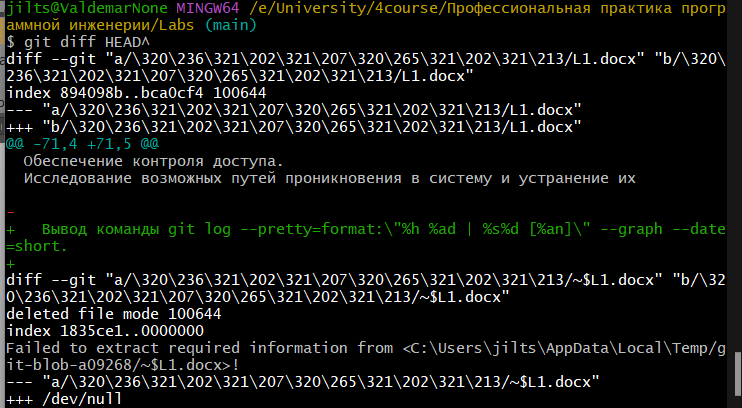 jilts@ValdemarNone MINGW64 /e/University/4course/Профессиональная практика прогр
аммной инженерии/Labs (main)
$ git diff HEAD^
diff --git "a/\320\236\321\202\321\207\320\265\321\202\321\213/L1.docx" "b/\320\
236\321\202\321\207\320\265\321\202\321\213/L1.docx"
index 894098b..bca0cf4 100644
--- "a/\320\236\321\202\321\207\320\265\321\202\321\213/L1.docx"
+++ "b/\320\236\321\202\321\207\320\265\321\202\321\213/L1.docx"
@@ -71,4 +71,5 @@
Обеспечение контроля доступа.
Исследование возможных путей проникновения в систему и устранение их
-
+   Вывод команды git log --pretty=format:\"%h %ad | %s%d [%an]\" --graph --date
=short.
+
diff --git "a/\320\236\321\202\321\207\320\265\321\202\321\213/~$L1.docx" "b/\32
0\236\321\202\321\207\320\265\321\202\321\213/~$L1.docx"
deleted file mode 100644
index 1835ce1..0000000
Failed to extract required information from <C:\Users\jilts\AppData\Local\Temp/g
it-blob-a09268/~$L1.docx>!
--- "a/\320\236\321\202\321\207\320\265\321\202\321\213/~$L1.docx"
+++ /dev/null